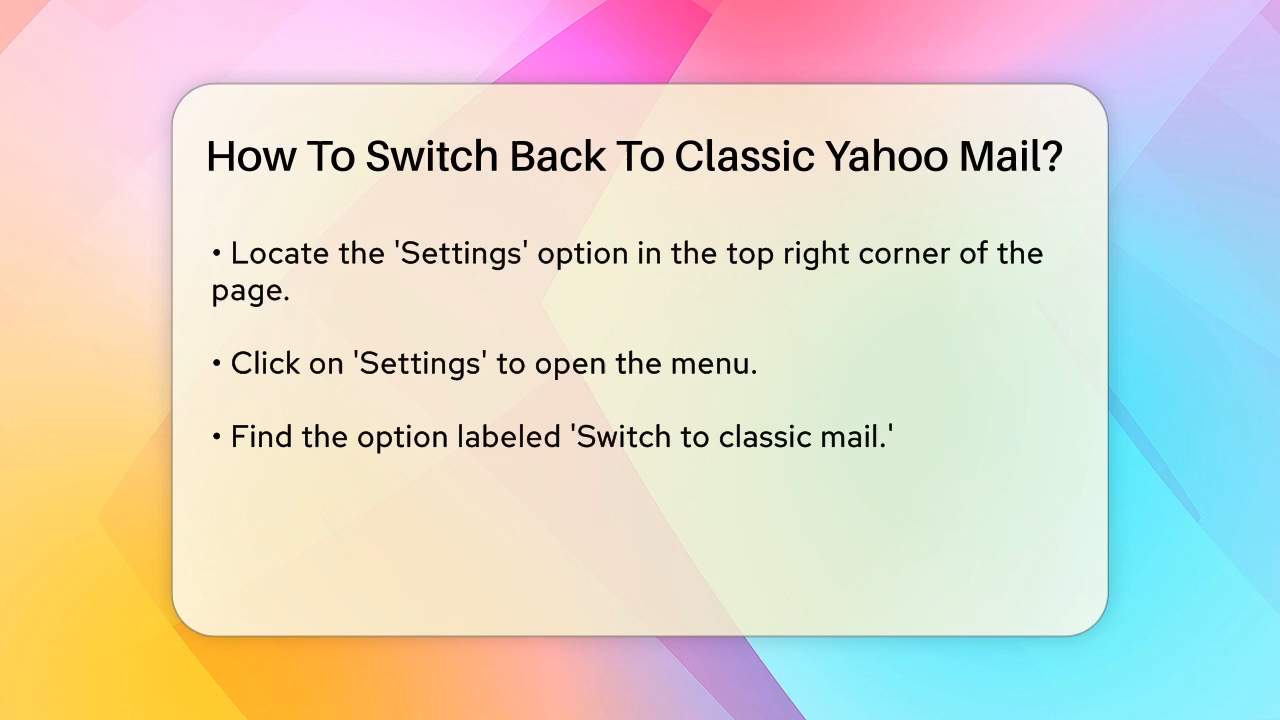 How To Switch Back To Classic Yahoo Mail?
• Locate the 'Settings' option in the top right corner of the
page.
• Click on 'Settings' to open the menu.
• Find the option labeled 'Switch to classic mail.'